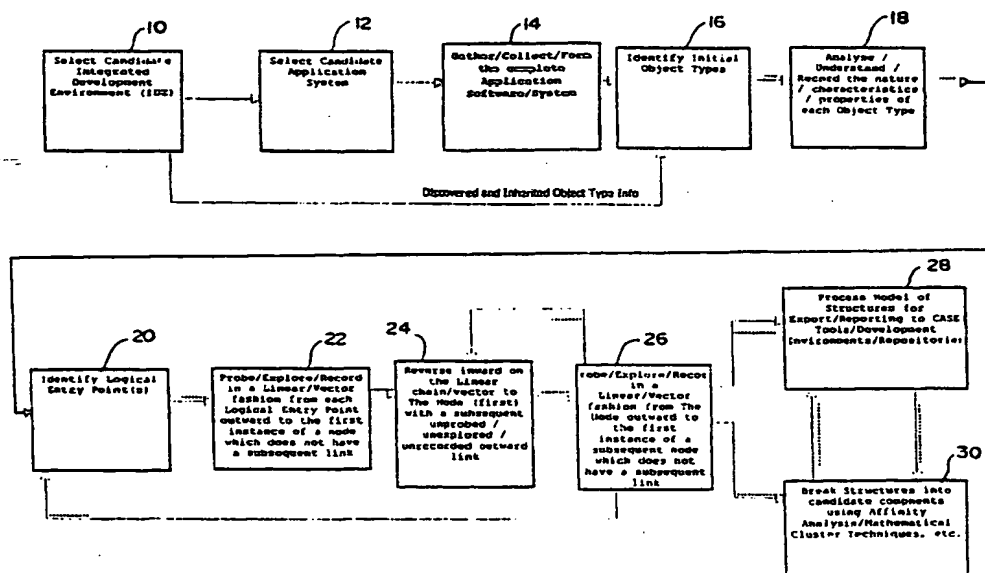 10
Select Candidate
Integrated
Development
Environment (IDE)
12
Select Candidate
Application
System
14
Gather/Collect/Form
the complete
Application
Software/System
16
Identify Initial
Object Types
18
Analyse /
Understand /
Record the nature
/ characteristics
/ properties of
each Object Type
Discovered and Inherited Object Type Info
20
Identify Logical
Entry Point(s)
22
Probe/Explore/Record
in a Linear/Vector
fashion from each
Logical Entry Point
outward to the first
instance of a node
which does not have
a subsequent link
24
Reverse inward on
the Linear
chain/vector to
The Node (first)
with a subsequent
unprobed /
unexplored /
unrecorded outward
link
26
robe/Explore/Recor
in a
Linear/Vector
fashion from The
Node outward to
the first
instance of a
subsequent node
which does not
have a subsequent
link
28
Process Model of
Structures for
Export/Reporting to CASE
Tools/Development
Enviroments/Repositories
30
Break Structures into
candidate compnents
using Affinity
Analysis/Mathematical
Cluster Techniques, etc.